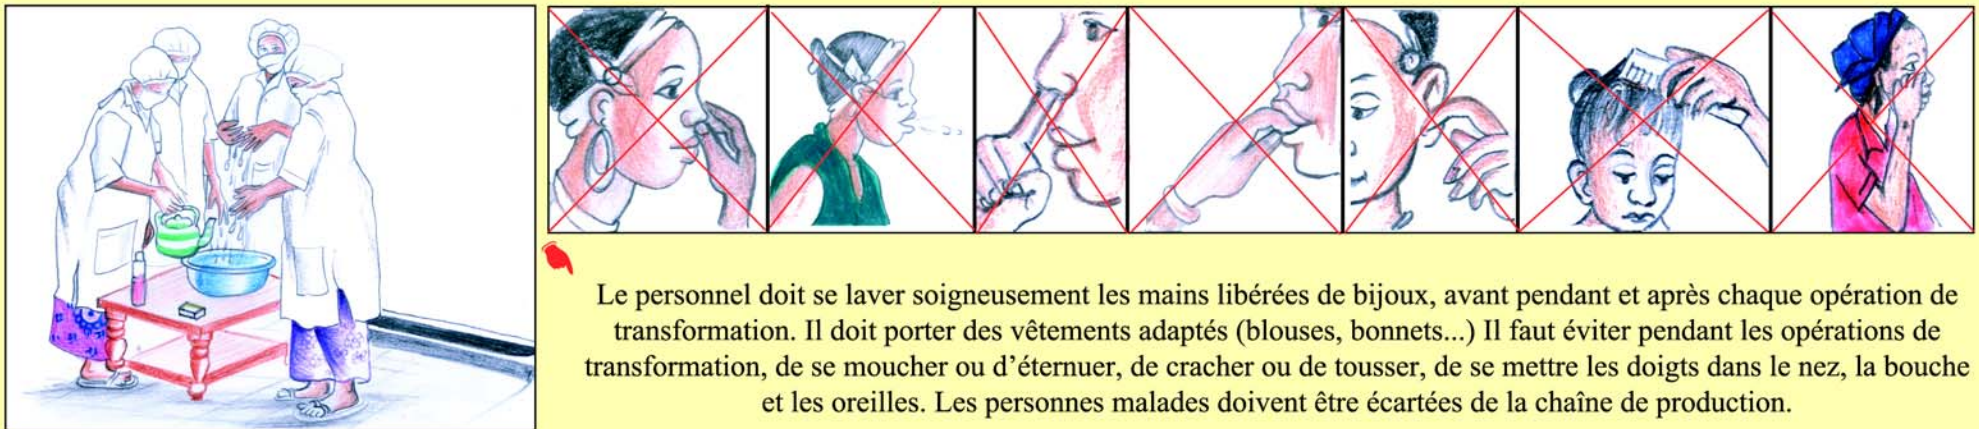 Le personnel doit se laver soigneusement les mains libérées de bijoux, avant pendant et après chaque opération de
transformation. Il doit porter des vêtements adaptés (blouses, bonnets...) Il faut éviter pendant les opérations de
transformation, de se moucher ou d'éternuer, de cracher ou de tousser, de se mettre les doigts dans le nez, la bouche
et les oreilles. Les personnes malades doivent être écartées de la chaîne de production.